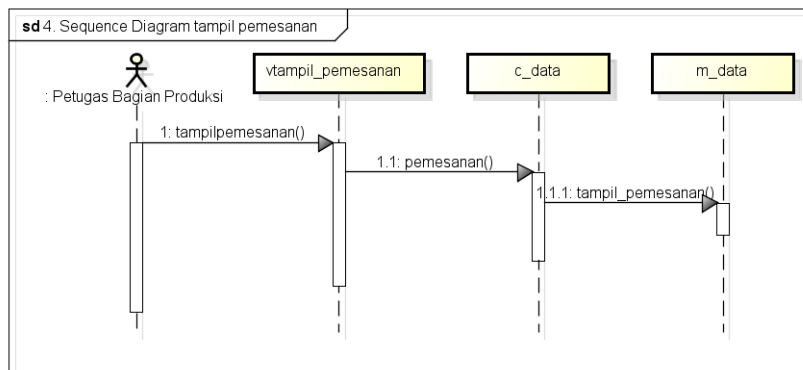 sd 4. Sequence Diagram tampil pemesanan
: Petugas Bagian Produksi
vtampil_pemesanan
c_data
m_data
1: tampilpemesanan()
1.1: pemesanan()
1.1.1: tampil_pemesanan()